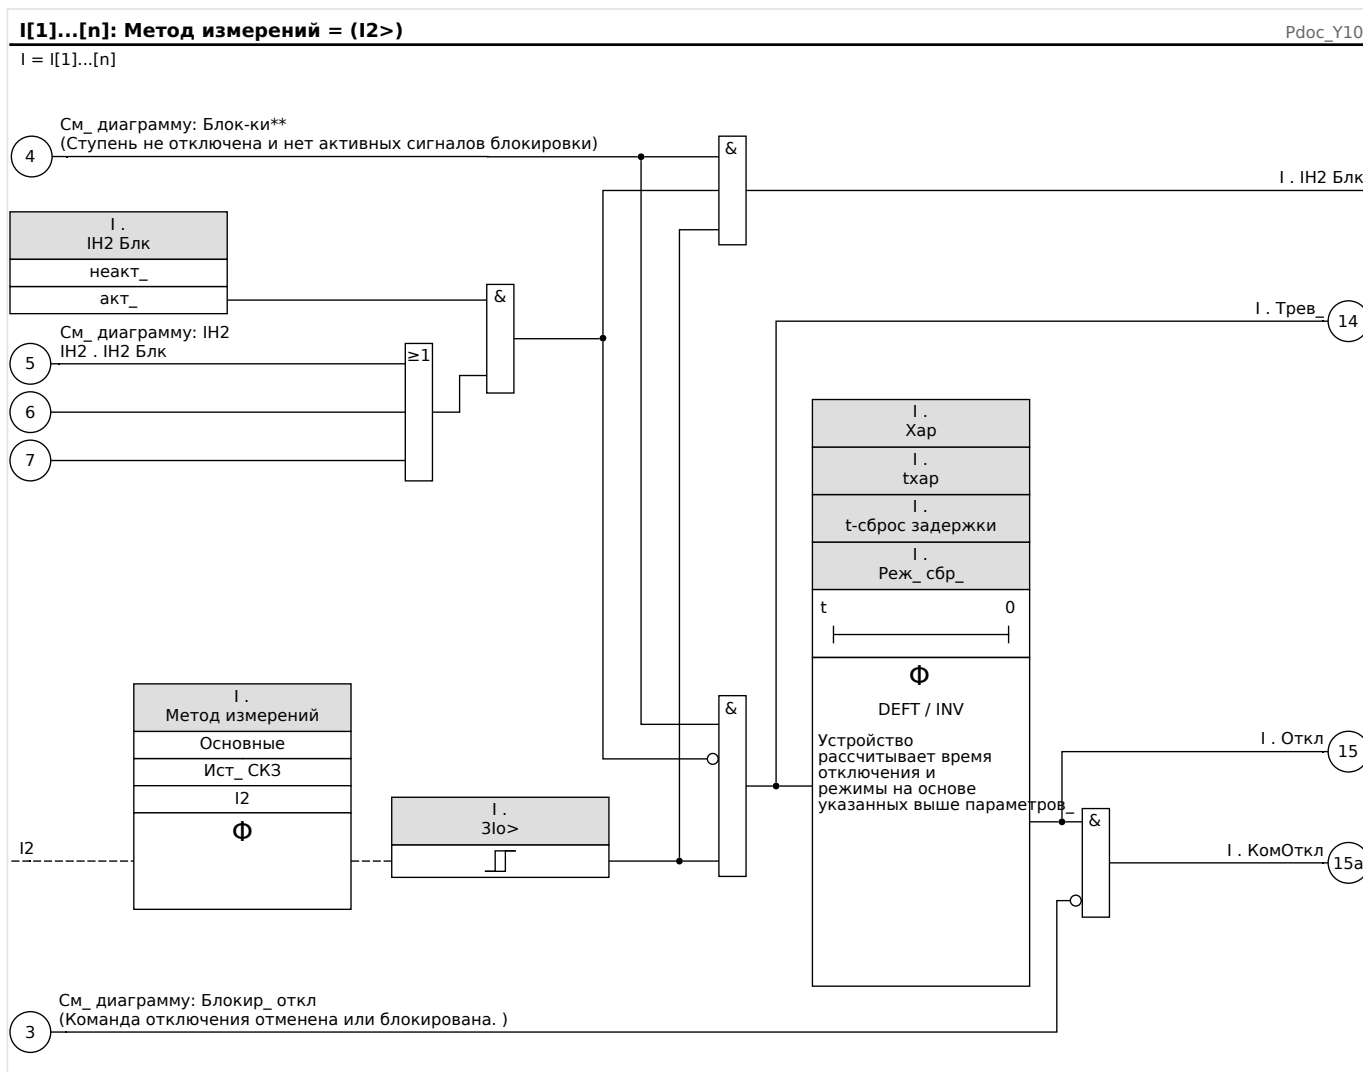 I[1]...[n]: Метод измерений = (I2>)
Pdoc_Y10
I = I[1]...[n]
См_ диаграмму: Блок-ки**
(Ступень не отключена и нет активных сигналов блокировки)
4
&
I . IH2 Блк
I .
IH2 Блк
неакт_
акт_
&
I . Трев_
14
См_ диаграмму: IH2
IH2 . IH2 Блк
5
≥1
6
7
I .
Хар
I .
tхар
I .
t-сброс задержки
I .
Реж_ сбр_
t
0
Φ
DEFT / INV
Устройство
рассчитывает время
отключения и
режимы на основе
указанных выше параметров_
I .
Метод измерений
Основные
Ист_ СКЗ
I2
Φ
&
I . Откл
15
I .
3Io>
I2
&
I . КомОткл
15a
См_ диаграмму: Блокир_ откл
(Команда отключения отменена или блокирована. )
3